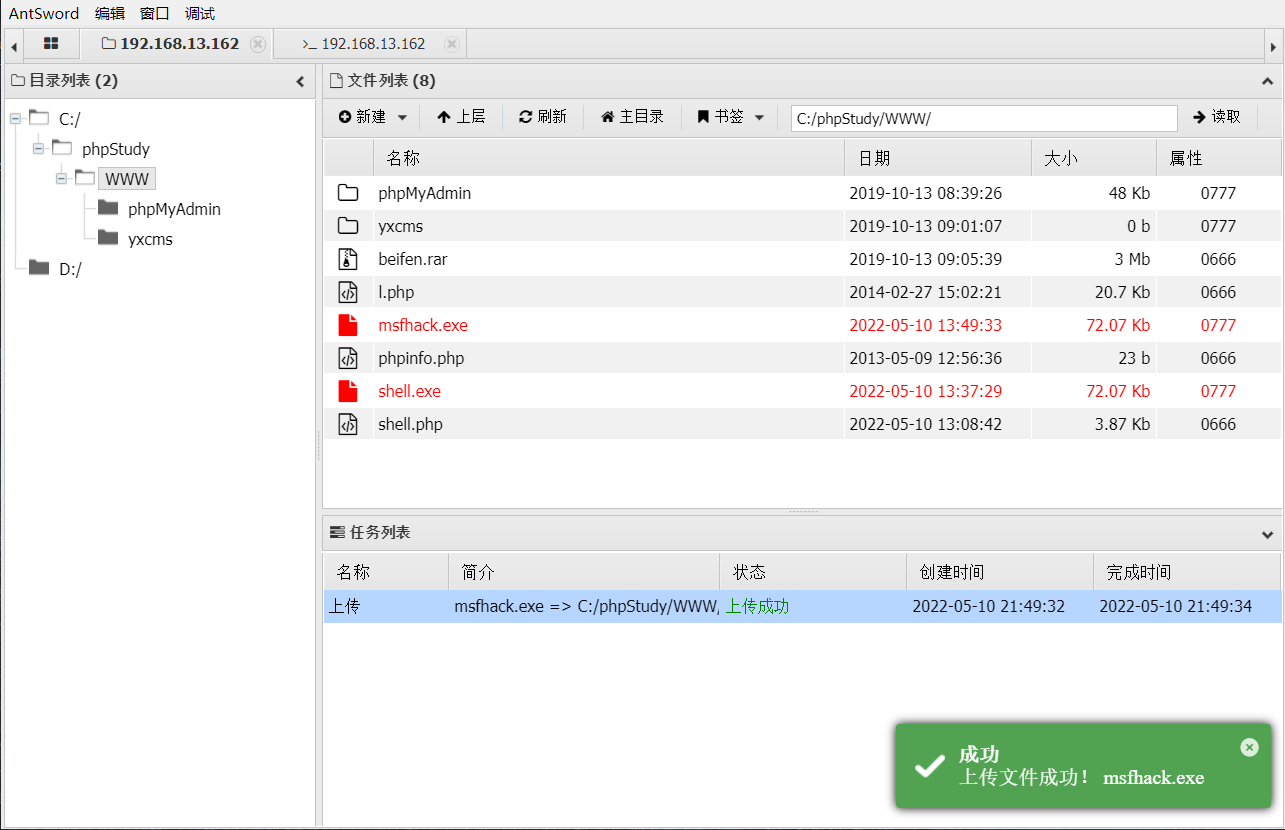 AntSword 编辑 窗口 调试
192.168.13.162 >_ 192.168.13.162
目录列表 (2)
C:/
phpStudy
WWW
phpMyAdmin
yxcms
D:/
文件列表 (8)
新建 上层 刷新 主目录 书签 C:/phpStudy/WWW/ 读取
名称 日期 大小 属性
phpMyAdmin 2019-10-13 08:39:26 48 Kb 0777
yxcms 2019-10-13 09:01:07 0 b 0777
beifen.rar 2019-10-13 09:05:39 3 Mb 0666
l.php 2014-02-27 15:02:21 20.7 Kb 0666
msfhack.exe 2022-05-10 13:49:33 72.07 Kb 0777
phpinfo.php 2013-05-09 12:56:36 23 b 0666
shell.exe 2022-05-10 13:37:29 72.07 Kb 0777
shell.php 2022-05-10 13:08:42 3.87 Kb 0666
任务列表
名称 简介 状态 创建时间 完成时间
上传 msfhack.exe => C:/phpStudy/WWW, 上传成功 2022-05-10 21:49:32 2022-05-10 21:49:34
成功
上传文件成功! msfhack.exe